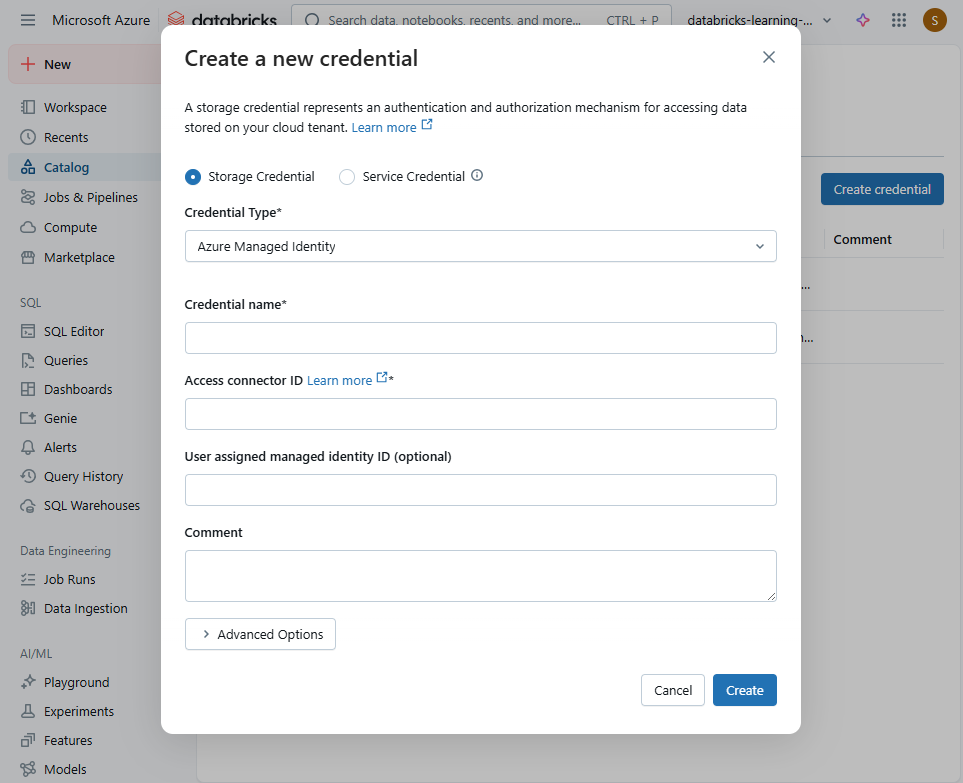 Microsoft Azure
databricks
Search data, notebooks, recents, and more...
CTRL + P
databricks-learning-...
S
New
Workspace
Recents
Catalog
Jobs & Pipelines
Compute
Marketplace
SQL
SQL Editor
Queries
Dashboards
Genie
Alerts
Query History
SQL Warehouses
Data Engineering
Job Runs
Data Ingestion
AI/ML
Playground
Experiments
Features
Models
Create a new credential
A storage credential represents an authentication and authorization mechanism for accessing data
stored on your cloud tenant. Learn more
Storage Credential
Service Credential
Credential Type*
Azure Managed Identity
Credential name*
Access connector ID Learn more *
User assigned managed identity ID (optional)
Comment
Advanced Options
Cancel
Create
Create credential
Comment